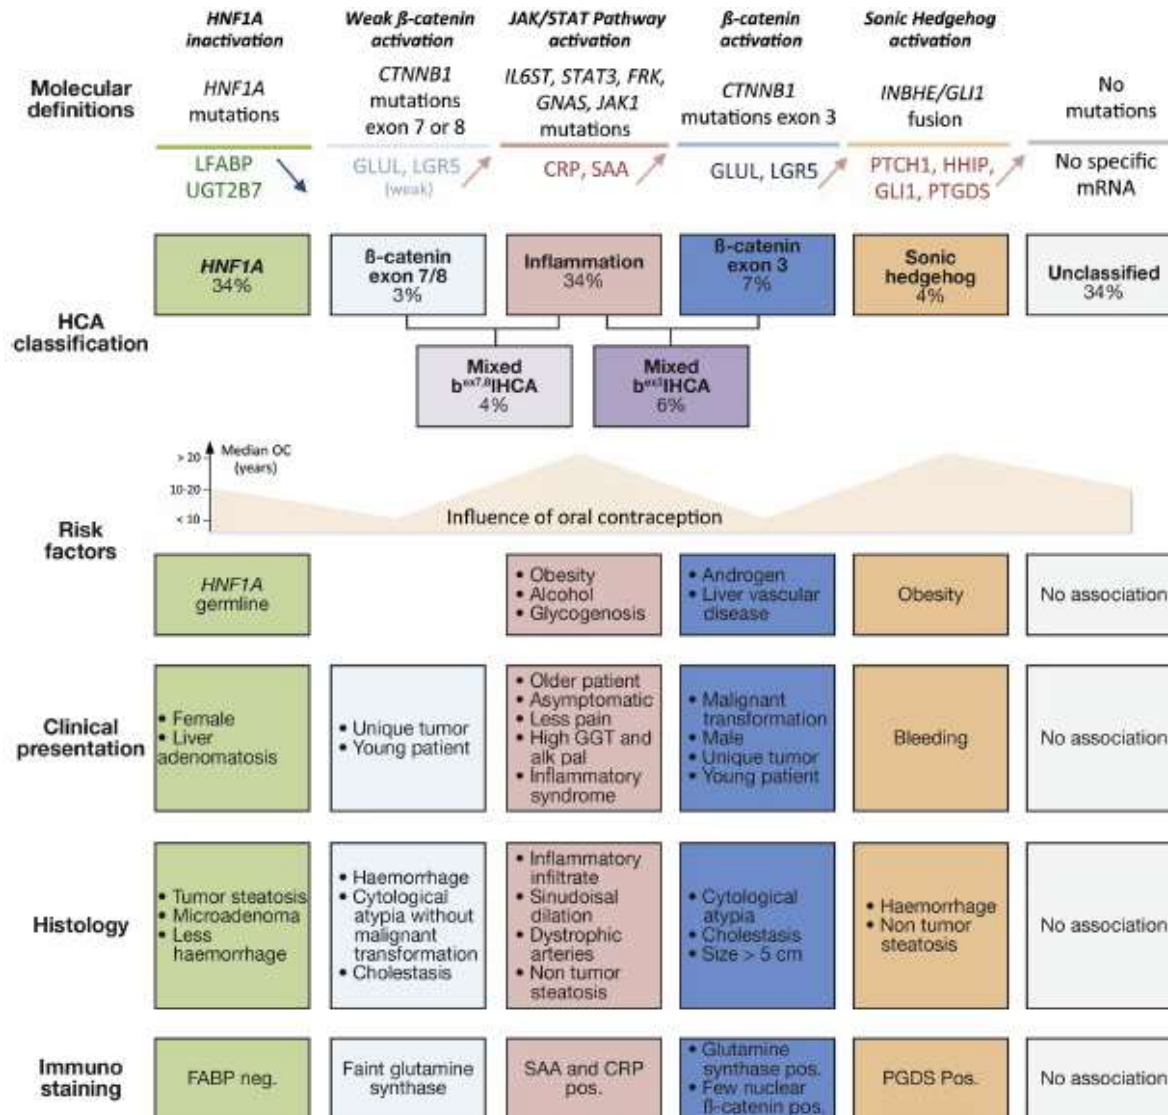 HNF1A
inactivation
Weak ß-catenin
activation
JAK/STAT Pathway
activation
ß-catenin
activation
Sonic Hedgehog
activation
Molecular
definitions
HNF1A
mutations
CTNNB1
mutations
exon 7 or 8
IL6ST, STAT3, FRK,
GNAS, JAK1
mutations
CTNNB1
mutations exon 3
INBHE/GLI1
fusion
No
mutations
LFABP
UGT2B7
GLUL, LGR5
(weak)
CRP, SAA
GLUL, LGR5
PTCH1, HHIP,
GLI1, PTGDS
No specific
mRNA
HCA
classification
HNF1A
34%
ß-catenin
exon 7/8
3%
Inflammation
34%
ß-catenin
exon 3
7%
Sonic
hedgehog
4%
Unclassified
34%
Mixed
bex7,8IHCA
4%
Mixed
bex3IHCA
6%
Risk
factors
Median OC
(years)
> 20
10-20
< 10
Influence of oral contraception
HNF1A
germline
• Obesity
• Alcohol
• Glycogenosis
• Androgen
• Liver vascular
disease
Obesity
No association
Clinical
presentation
• Female
• Liver
adenomatosis
• Unique tumor
• Young patient
• Older patient
• Asymptomatic
• Less pain
• High GGT and
alk pal
• Inflammatory
syndrome
• Malignant
transformation
• Male
• Unique tumor
• Young patient
Bleeding
No association
Histology
• Tumor steatosis
• Microadenoma
• Less
haemorrhage
• Haemorrhage
• Cytological
atypia without
malignant
transformation
• Cholestasis
• Inflammatory
infiltrate
• Sinudoisal
dilation
• Dystrophic
arteries
• Non tumor
steatosis
• Cytological
atypia
• Cholestasis
• Size > 5 cm
• Haemorrhage
• Non tumor
steatosis
No association
Immuno
staining
FABP neg.
Faint glutamine
synthase
SAA and CRP
pos.
• Glutamine
synthase pos.
• Few nuclear
ß-catenin pos.
PGDS Pos.
No association